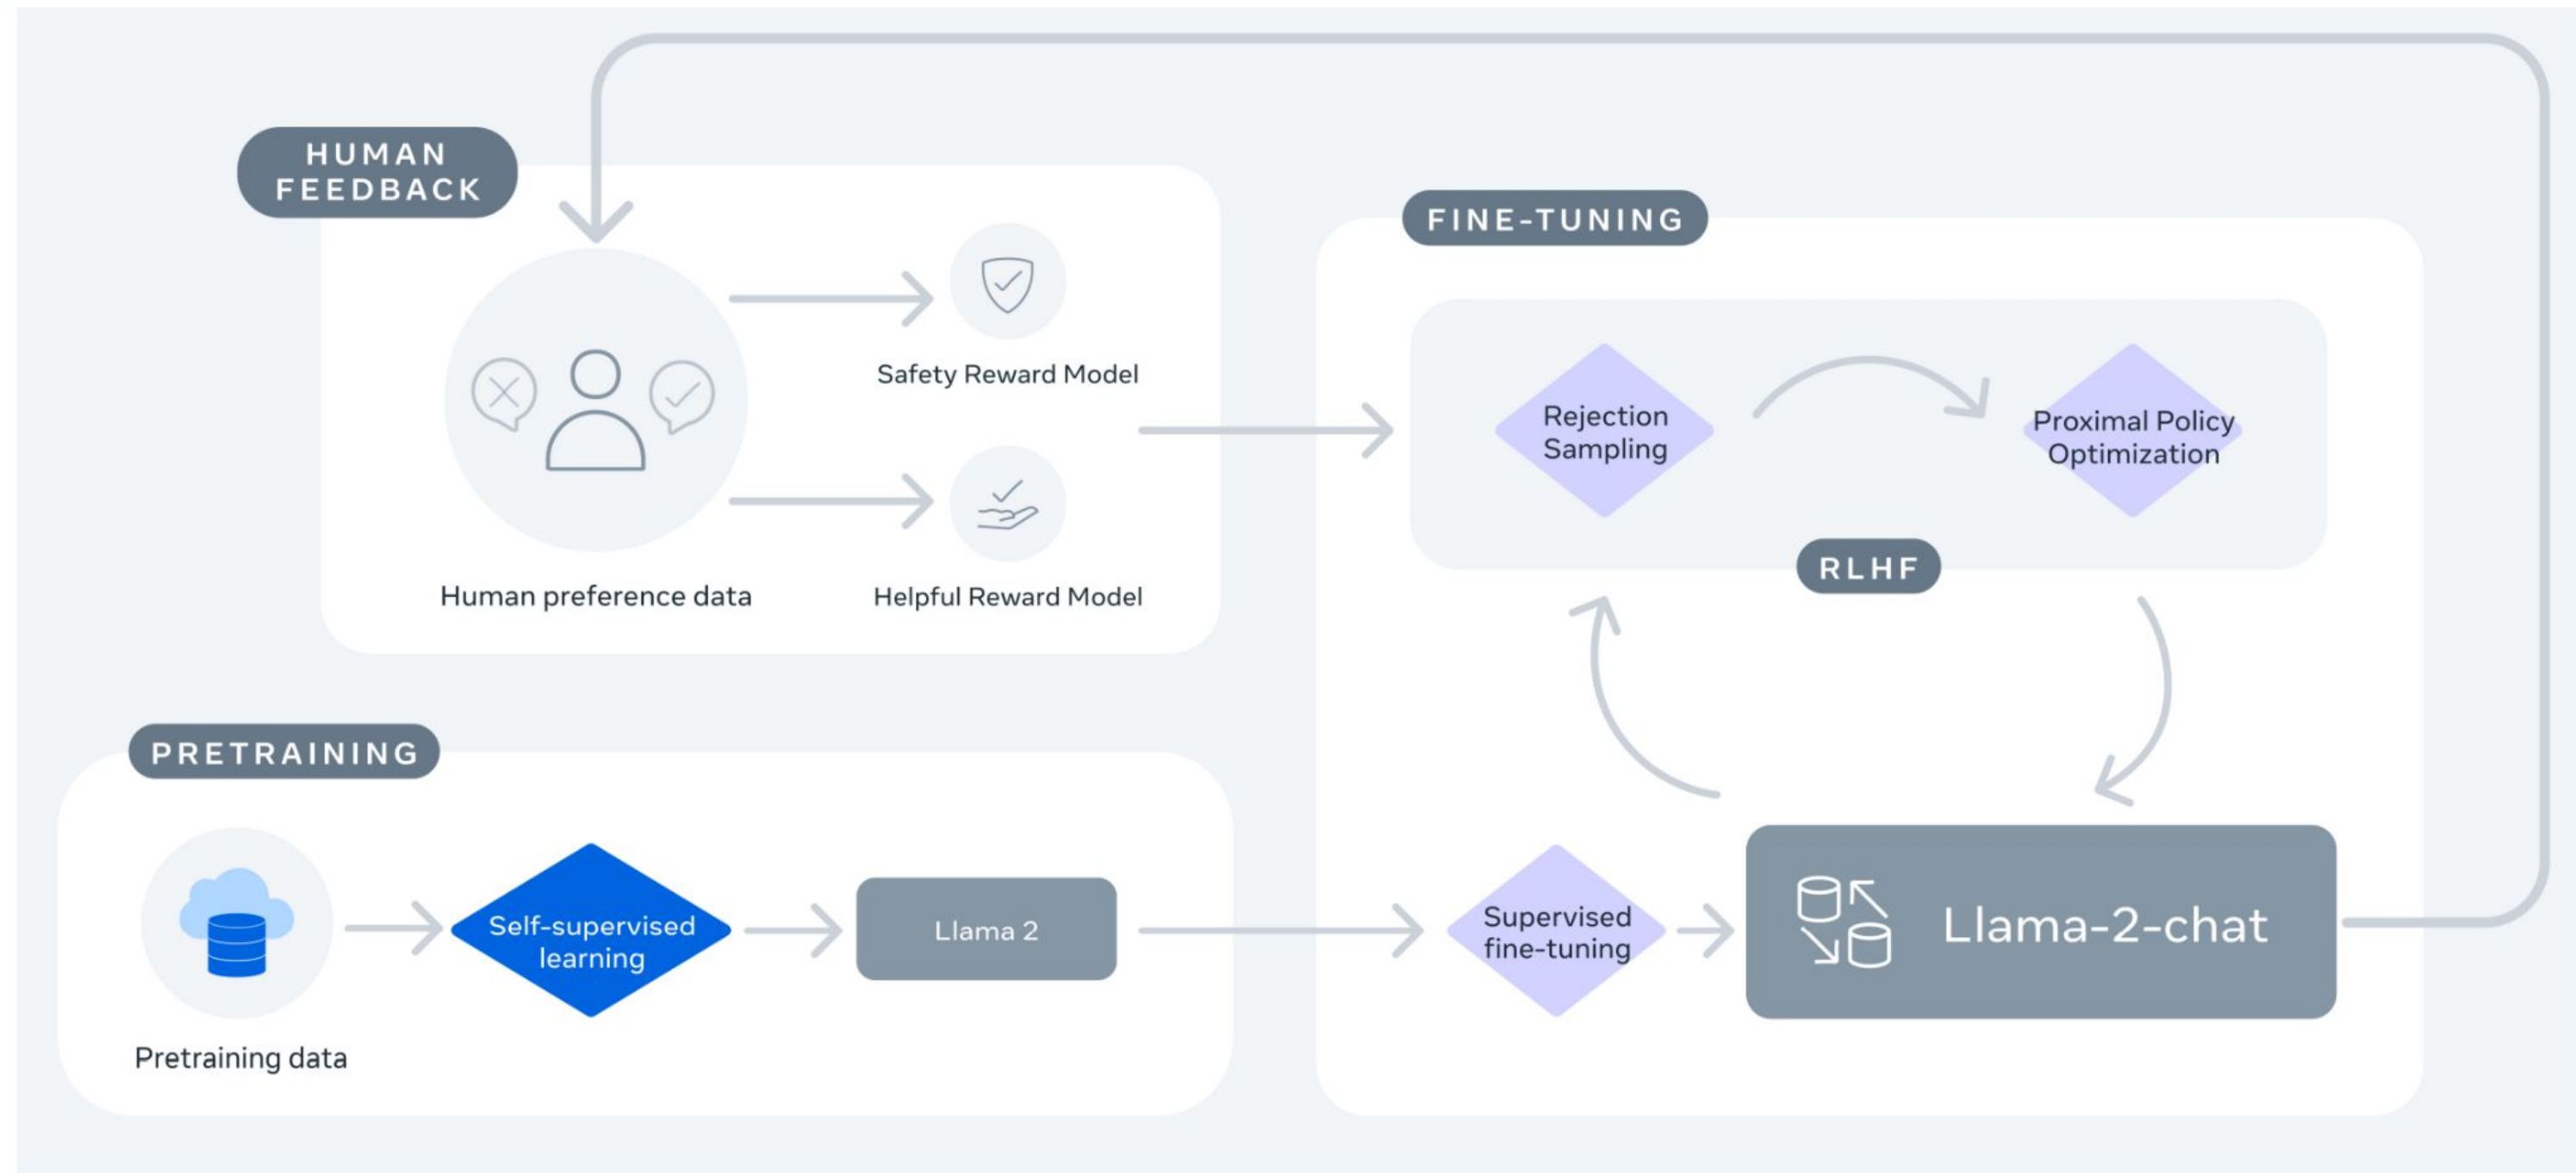 HUMAN
FEEDBACK
Safety Reward Model
Human preference data
Helpful Reward Model
FINE-TUNING
Rejection
Sampling
Proximal Policy
Optimization
RLHF
PRETRAINING
Pretraining data
Self-supervised
learning
Llama 2
Supervised
fine-tuning
Llama-2-chat